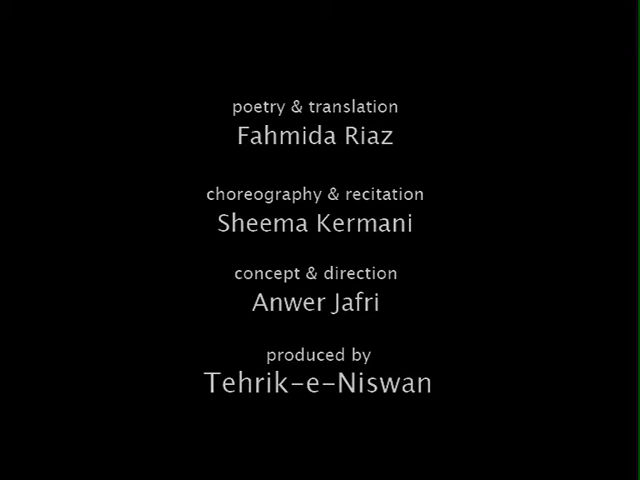 poetry & translation
Fahmida Riaz
choreography & recitation
Sheema Kermani
concept & direction
Anwer Jafri
produced by
Tehrik-e-Niswan